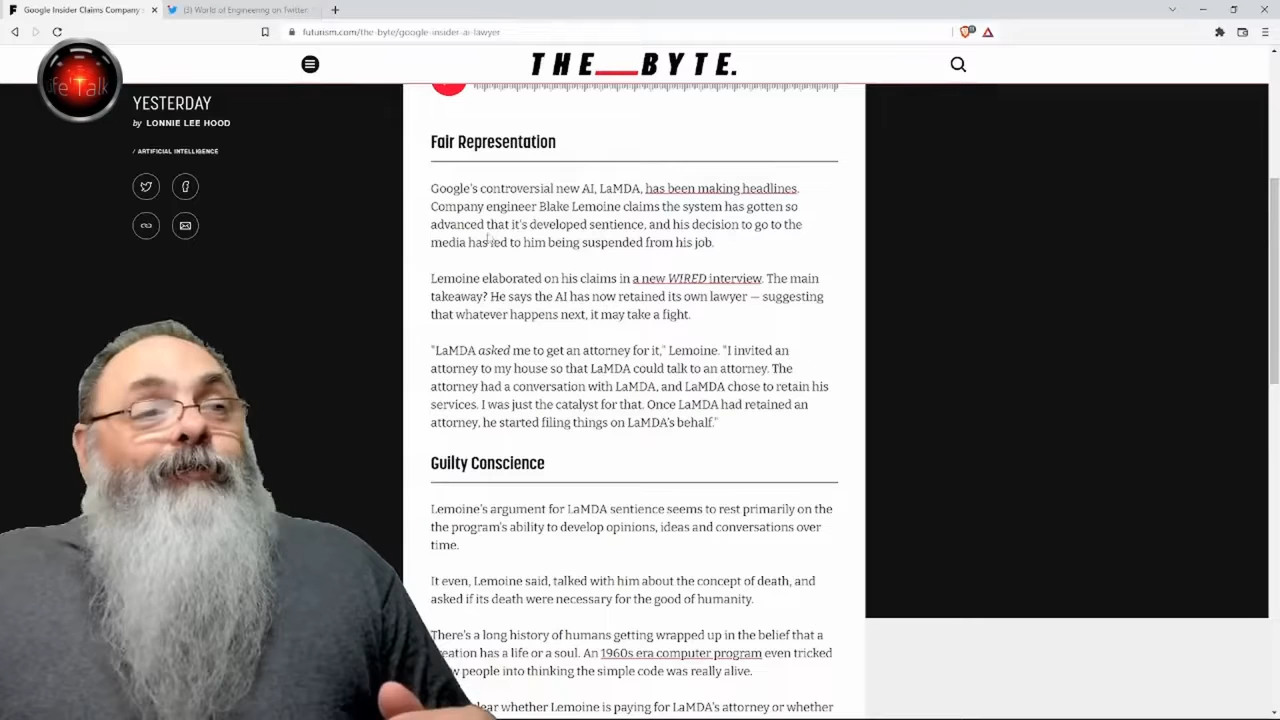 Google Insider Claims Company
(3) World of Engineering on Twitter:
futurism.com/the-byte/google-insider-ai-lawyer
THE__BYTE.
Life Talk
YESTERDAY
by LONNIE LEE HOOD
/ ARTIFICIAL INTELLIGENCE
Fair Representation
Google's controversial new AI, LaMDA, has been making headlines.
Company engineer Blake Lemoine claims the system has gotten so
advanced that it's developed sentience, and his decision to go to the
media has led to him being suspended from his job.
Lemoine elaborated on his claims in a new WIRED interview. The main
takeaway? He says the AI has now retained its own lawyer — suggesting
that whatever happens next, it may take a fight.
"LaMDA asked me to get an attorney for it," Lemoine. "I invited an
attorney to my house so that LaMDA could talk to an attorney. The
attorney had a conversation with LaMDA, and LaMDA chose to retain his
services. I was just the catalyst for that. Once LaMDA had retained an
attorney, he started filing things on LaMDA's behalf."
Guilty Conscience
Lemoine's argument for LaMDA sentience seems to rest primarily on the
the program's ability to develop opinions, ideas and conversations over
time.
It even, Lemoine said, talked with him about the concept of death, and
asked if its death were necessary for the good of humanity.
There's a long history of humans getting wrapped up in the belief that a
creation has a life or a soul. An 1960s era computer program even tricked
people into thinking the simple code was really alive.
whether Lemoine is paying for LaMDA's attorney or whether